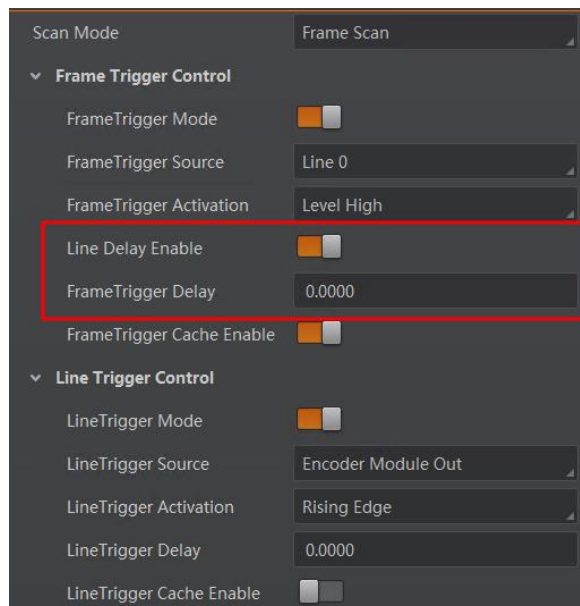 Scan Mode Frame Scan
Frame Trigger Control
FrameTrigger Mode
FrameTrigger Source Line 0
FrameTrigger Activation Level High
Line Delay Enable
FrameTrigger Delay 0.0000
FrameTrigger Cache Enable
Line Trigger Control
LineTrigger Mode
LineTrigger Source Encoder Module Out
LineTrigger Activation Rising Edge
LineTrigger Delay 0.0000
LineTrigger Cache Enable